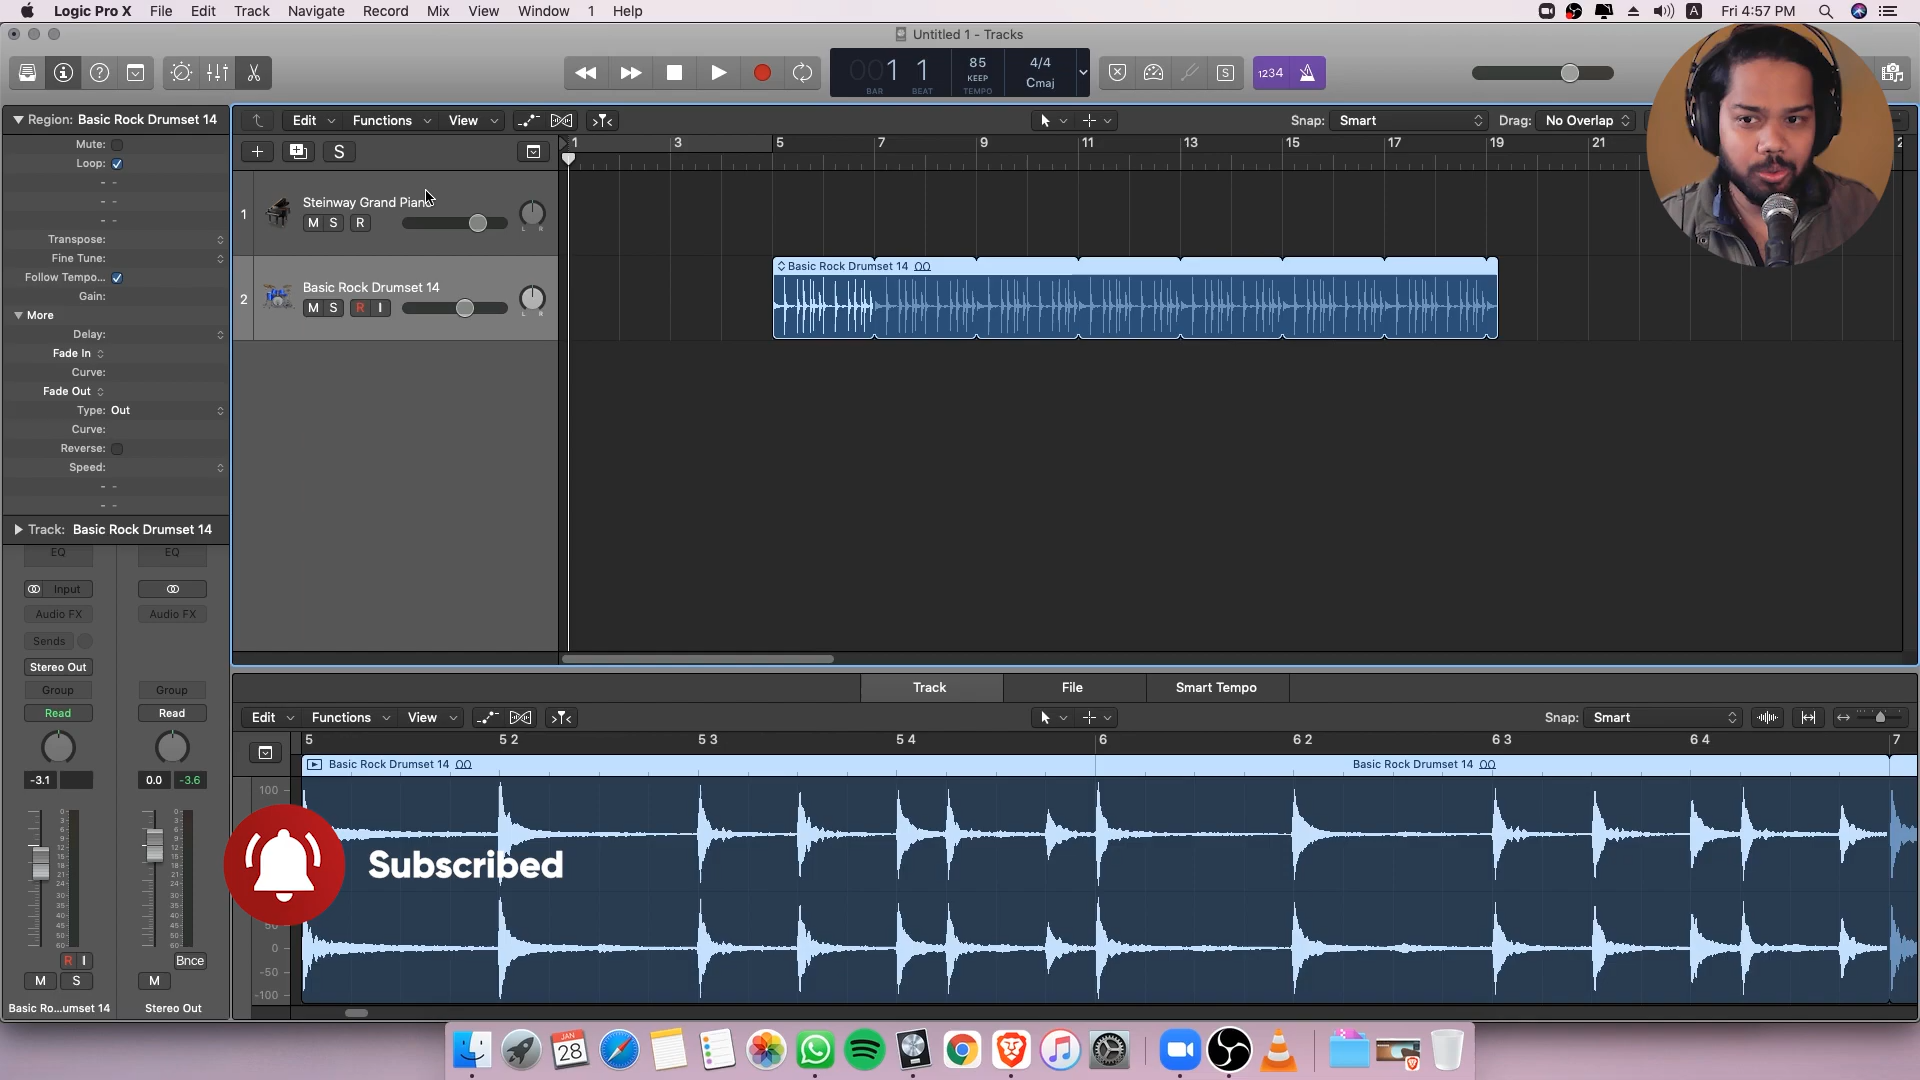 Logic Pro X File Edit Track Navigate Record Mix View Window 1 Help A Fri 4:57 PM
Untitled 1 - Tracks
001 1 85 KEEP TEMPO 4/4 Cmaj
BAR BEAT
S 1234
Region: Basic Rock Drumset 14
Mute:
Loop:
Transpose:
Fine Tune:
Follow Tempo...
Gain:
More
Delay:
Fade In
Curve:
Fade Out
Type: Out
Curve:
Reverse:
Speed:
Track: Basic Rock Drumset 14
EQ EQ
Input
Audio FX Audio FX
Sends
Stereo Out
Group Group
Read Read
-3.1 0.0 -3.6
R I Bnce
M S M
Basic Ro...umset 14 Stereo Out
Edit Functions View Snap: Smart Drag: No Overlap
S
1 3 5 7 9 11 13 15 17 19 21
1 Steinway Grand Piano
M S R L R
2 Basic Rock Drumset 14
M S R I L R
Basic Rock Drumset 14
Track File Smart Tempo
Edit Functions View Snap: Smart
5 5 2 5 3 5 4 6 6 2 6 3 6 4 7
Basic Rock Drumset 14 Basic Rock Drumset 14
100
50
0
-50
-100
Subscribed
JAN
28